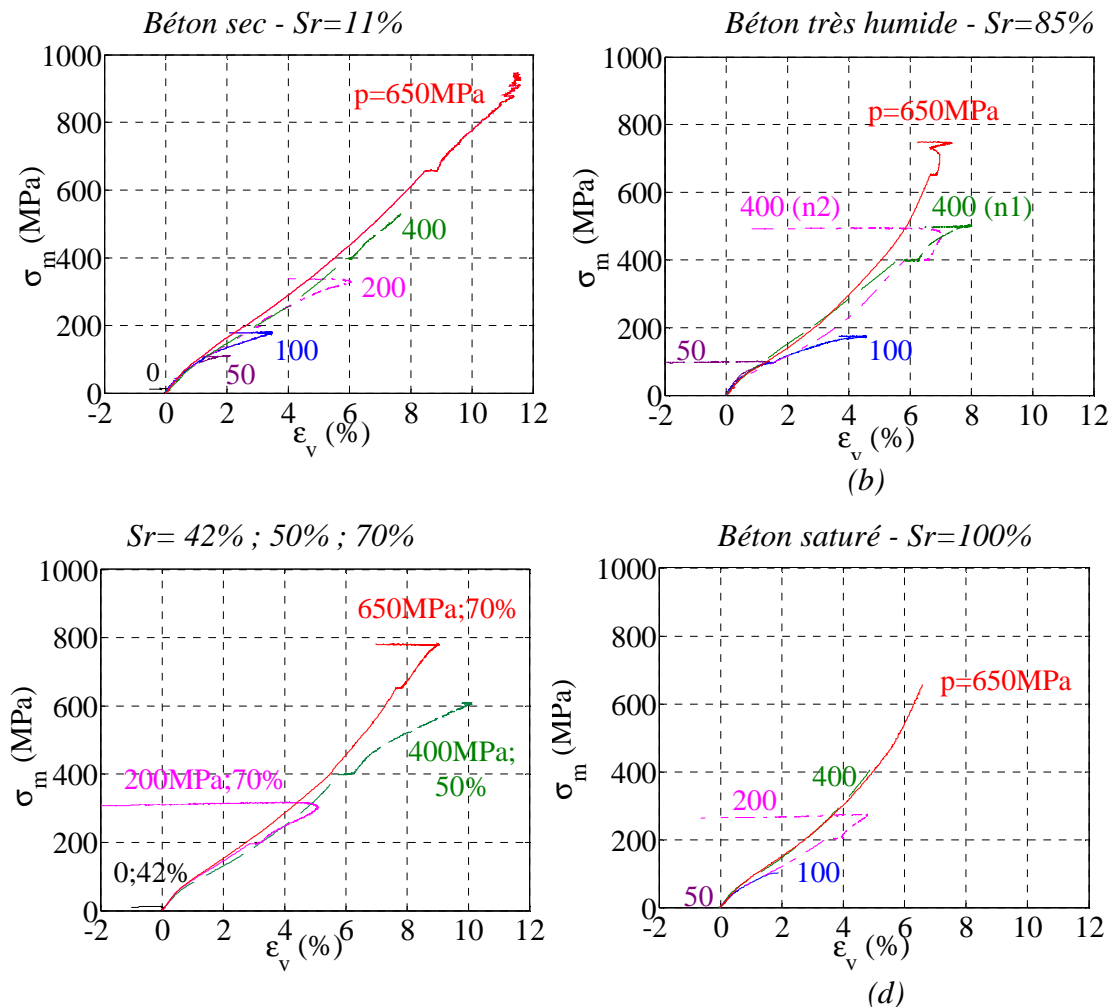 Béton sec - Sr=11%
1000
800
600
400
200
0
σm (MPa)
p=650MPa
400
200
100
50
0
-2 0 2 4 6 8 10 12
εv (%)
Béton très humide - Sr=85%
1000
800
600
400
200
0
σm (MPa)
p=650MPa
400 (n2)
400 (n1)
50
100
-2 0 2 4 6 8 10 12
εv (%)
(b)
Sr= 42% ; 50% ; 70%
1000
800
600
400
200
0
σm (MPa)
650MPa;70%
400MPa;
50%
200MPa;70%
0;42%
-2 0 2 4 6 8 10 12
εv (%)
Béton saturé - Sr=100%
1000
800
600
400
200
0
σm (MPa)
p=650MPa
400
200
100
50
-2 0 2 4 6 8 10 12
εv (%)
(d)